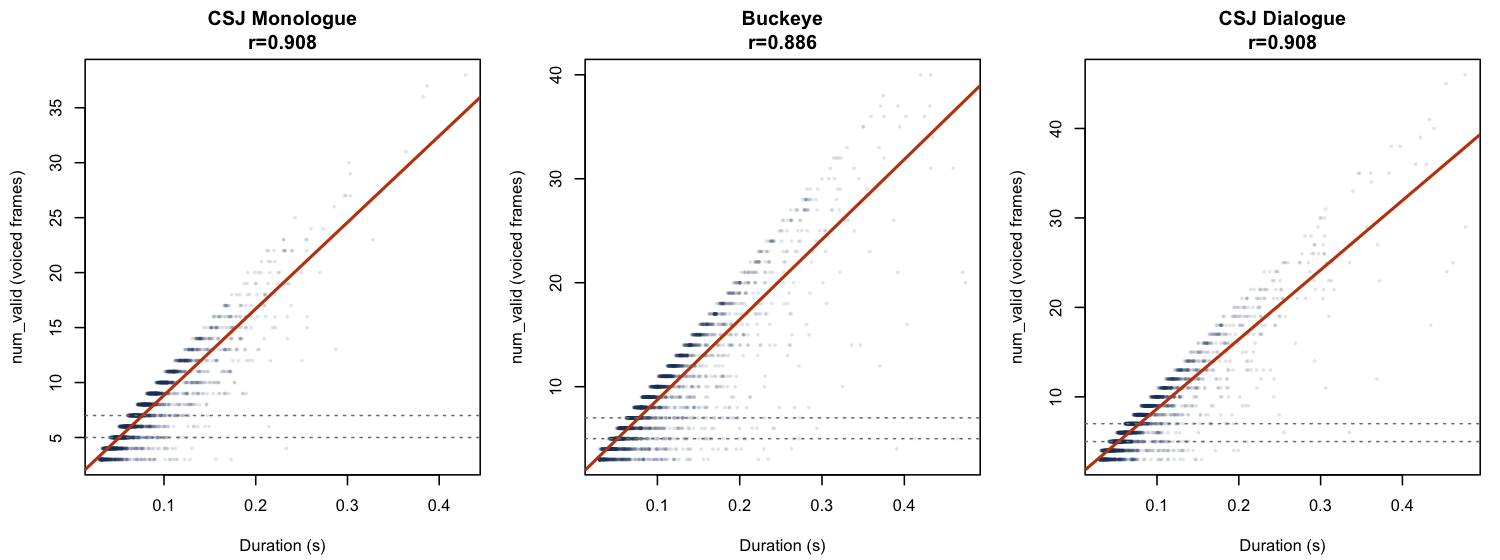 CSJ Monologue
r=0.908
num_valid (voiced frames)
35
30
25
20
15
10
5
0.1 0.2 0.3 0.4
Duration (s)
Buckeye
r=0.886
num_valid (voiced frames)
40
30
20
10
0.1 0.2 0.3 0.4
Duration (s)
CSJ Dialogue
r=0.908
num_valid (voiced frames)
40
30
20
10
0.1 0.2 0.3 0.4
Duration (s)